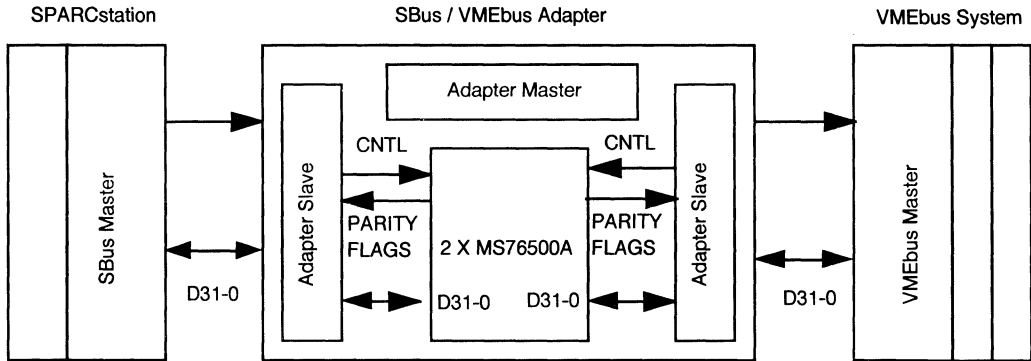 SPARCstation
SBus / VMEbus Adapter
VMEbus System
Adapter Master
CNTL
CNTL
SBus Master
Adapter Slave
PARITY
FLAGS
2 X MS76500A
PARITY
FLAGS
Adapter Slave
VMEbus Master
D31-0
D31-0
D31-0
D31-0